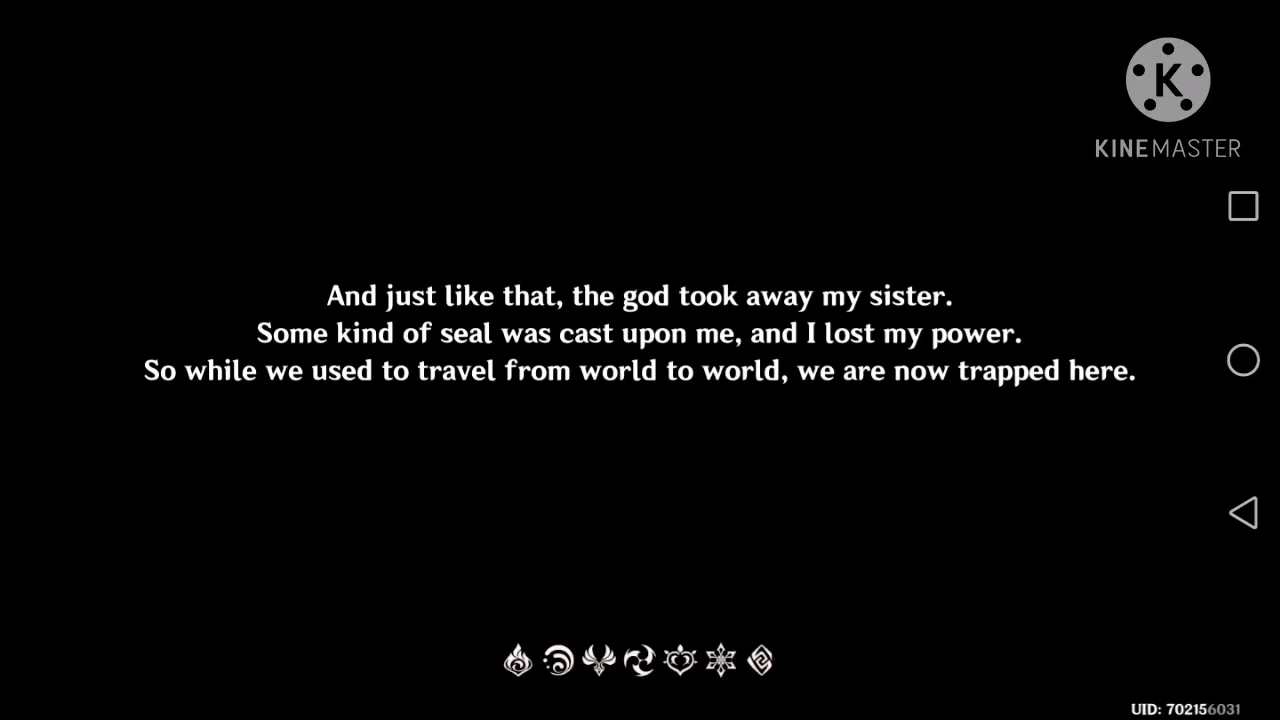 K
KINEMASTER
And just like that, the god took away my sister.
Some kind of seal was cast upon me, and I lost my power.
So while we used to travel from world to world, we are now trapped here.
UID: 702156031